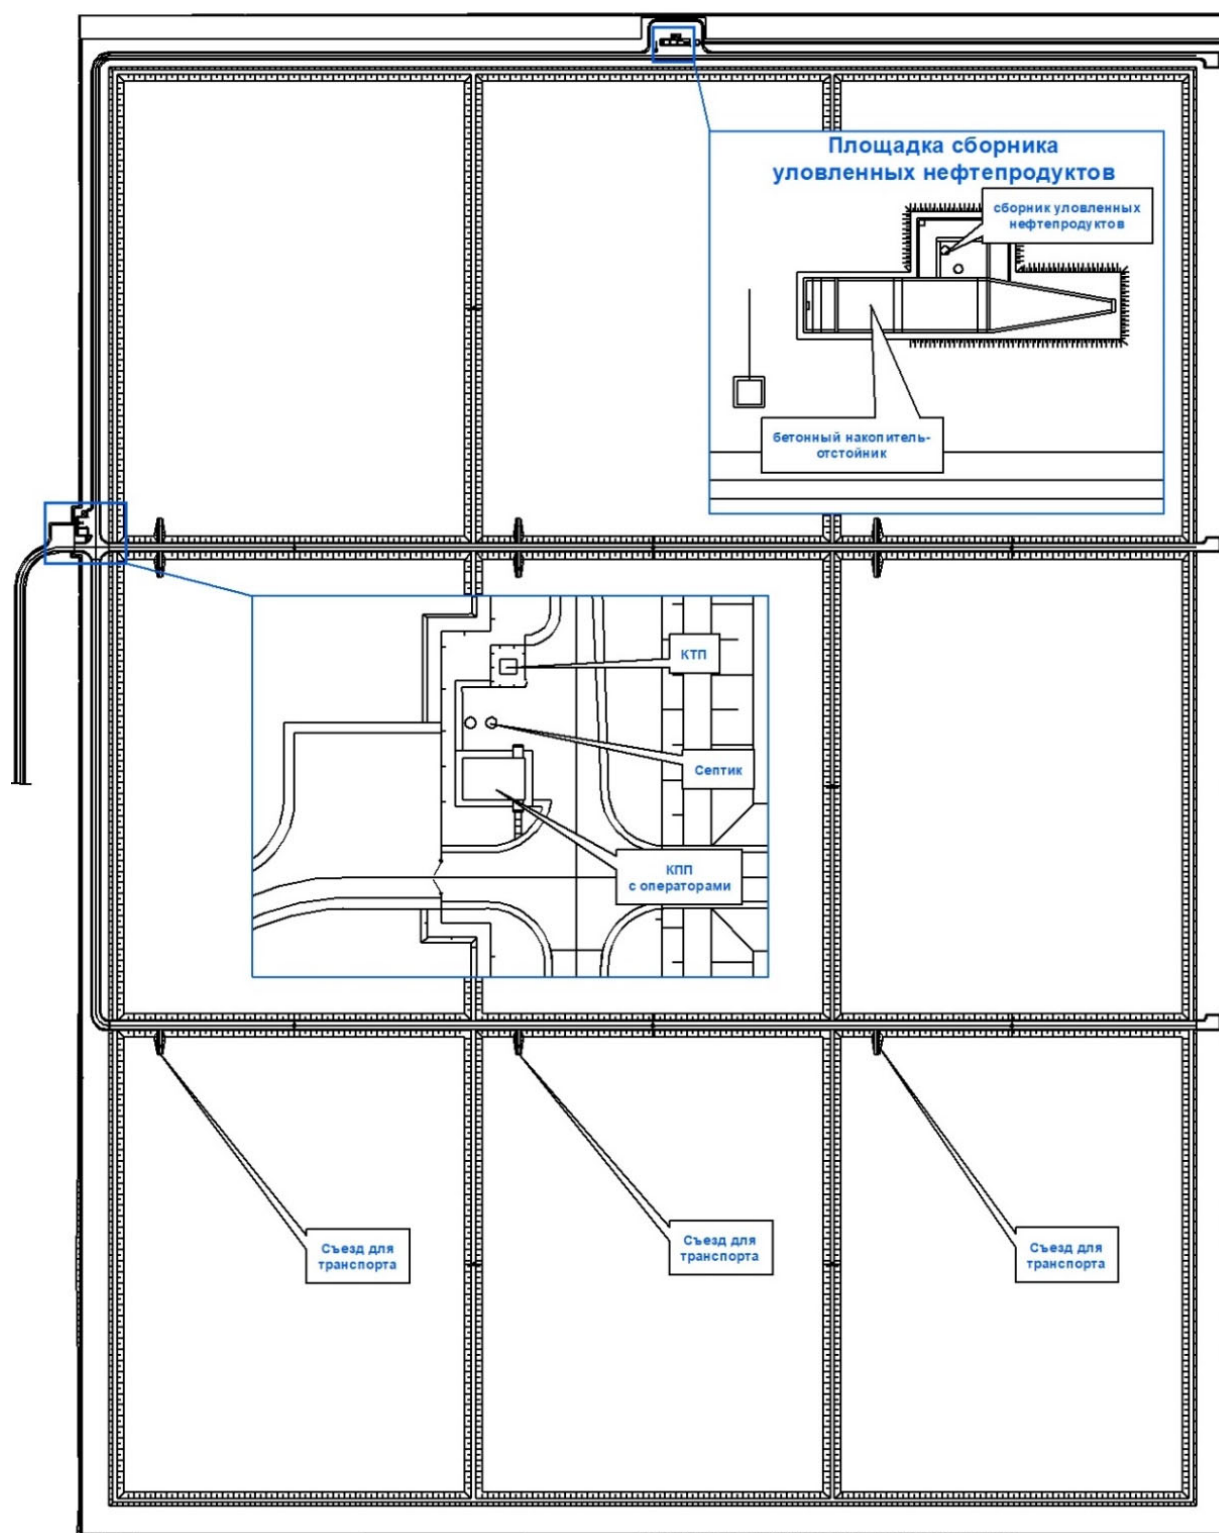 Площадка сборника
уловленных нефтепродуктов
сборник уловленных
нефтепродуктов
бетонный накопитель-
отстойник
КТП
Септик
КПП
с операторами
Съезд для
транспорта
Съезд для
транспорта
Съезд для
транспорта